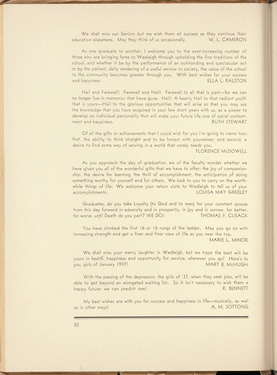 We shall miss our Seniors but we wish them all success as they continue their
education elsewhere. May they think of us occasionally. W. L. CAMERON
As one graduate to another, I welcome you to the ever-increasing number of
those who are bringing fame to Wadleigh through upholding the fine traditions of the
school, and whether it be by the performance of an outstanding and spectacular act
or by the patient, daily rendering of a useful service to society, the value of the school
to the community becomes greater through you. With best wishes for your success
and happiness. ELLA L. RALSTON
Hail and Farewell. Farewell and Hail! Farewell to all that is past—for we can
no longer live in memories that have gone. Hail! A hearty Hail to that radiant youth
that is yours—Hail to the glorious opportunities that will arise so that you may use
the knowledge that you have acquired in your few short years with us, as a power to
develop an individual personality that will make your future life one of social content-
ment and happiness. RUTH STEWART
Of all the gifts or achievements that I could wish for you I'm going to name two:
first, the ability to think straight and to be honest with ourselves; and second, a
desire to find some way of serving in a world that sorely needs you.
FLORENCE McDOWELL
As you approach the day of graduation, we of the faculty wonder whether we
have given you all of the wonderful gifts that we have to offer: the joy of companion-
ship, the desire for learning, the thrill of accomplishment, the anticipation of doing
something worthy for yourself and for others. We look to you to carry on the worth-
while things of life. We welcome your return visits to Wadleigh to tell us of your
accomplishments. LOUISA MAY GREELEY
Graduates, do you take Loyalty (to God and to man) for your constant spouse
from this day forward in adversity and in prosperity, in joy and in sorrow, for better,
for worse, until Death do you part? WE DO! THOMAS F. CUSACK
You have climbed the first 16 or 18 rungs of the ladder. May you go on with
increasing strength and get a finer and finer view of life as you near the top.
MARIE L. MINOR
We shall miss your merry laughter in Wadleigh, but we hope the best will be
yours in health, happiness and opportunity for service, wherever you go! Here's to
you, girls of January 1937! MARY B. McHUGH
With the passing of the depression, the girls of '37, when they seek jobs, will be
able to get beyond an elongated waiting list. So it isn't necessary to wish them a
happy future; we can predict one! K. BENNETT
My best wishes are with you for success and happiness in life—musically, as well
as in other ways! A. M. SOTTONG
52